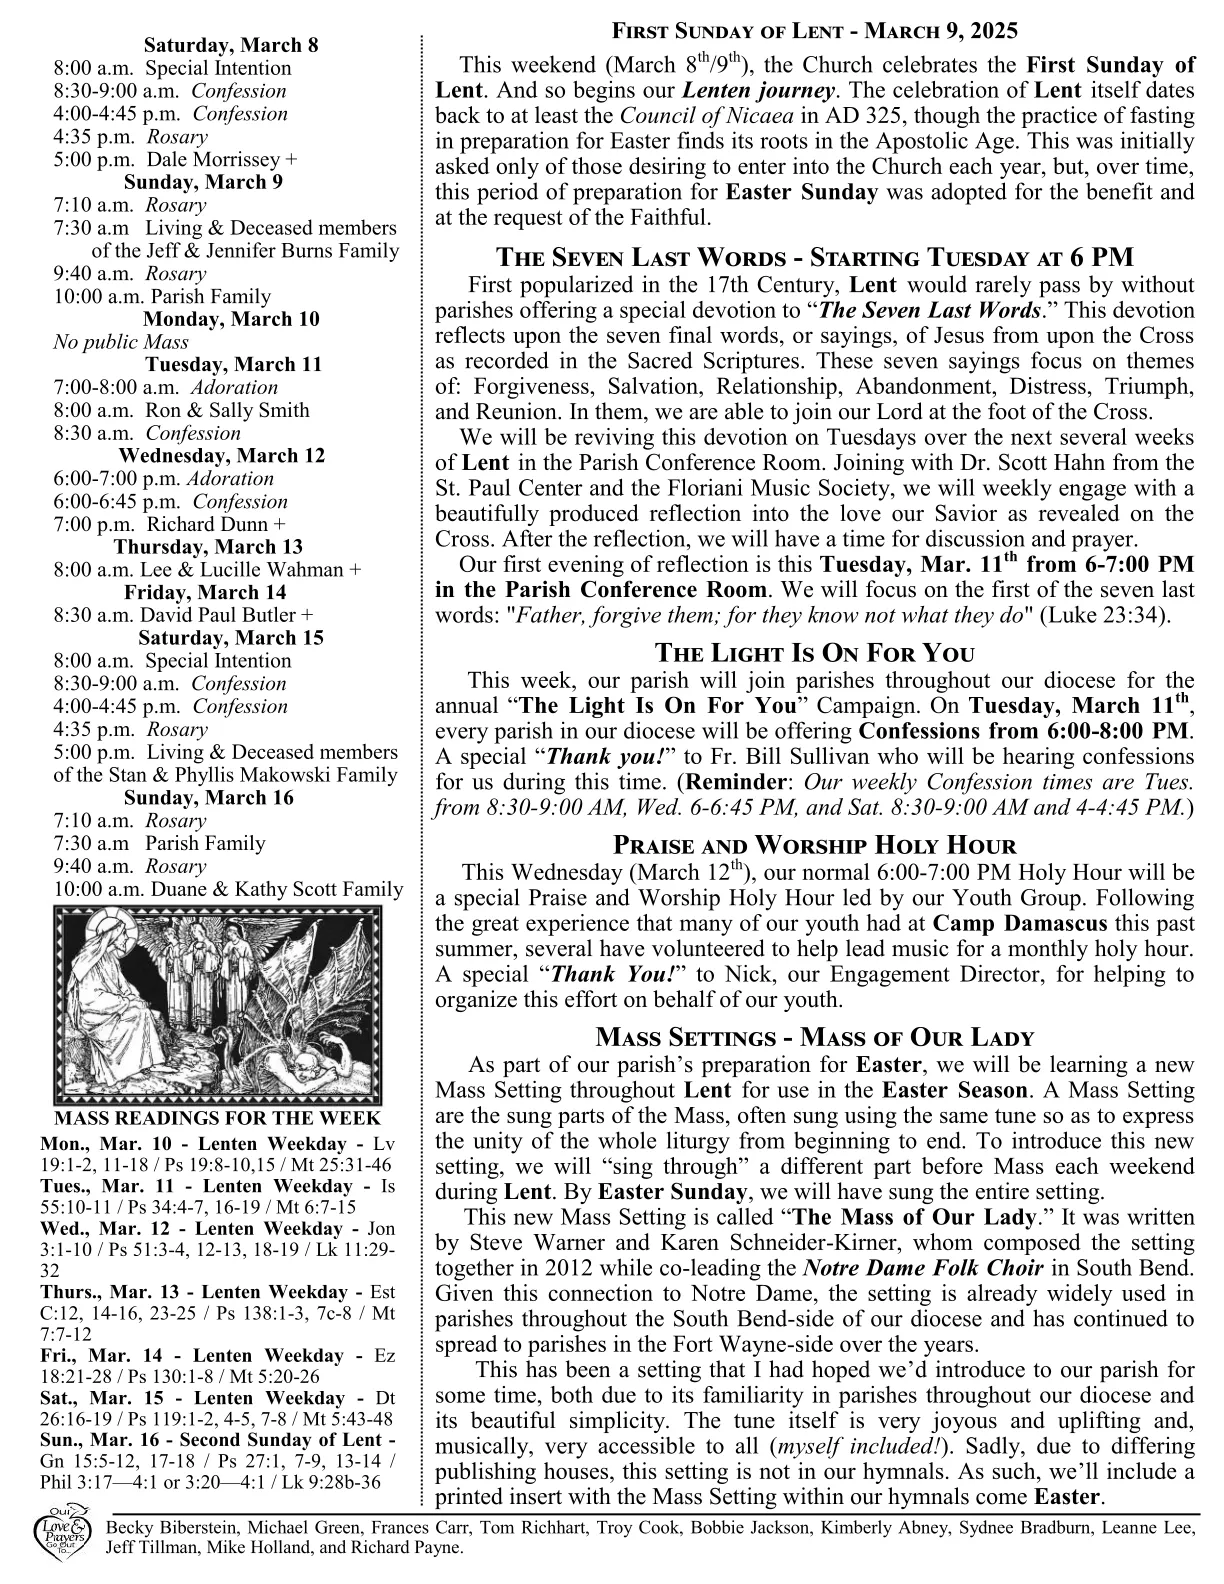 Saturday, March 8
8:00 a.m.  Special Intention
8:30-9:00 a.m.  Confession
4:00-4:45 p.m.  Confession
4:35 p.m.  Rosary
5:00 p.m.  Dale Morrissey +
Sunday, March 9
7:10 a.m.  Rosary
7:30 a.m   Living & Deceased members
of the Jeff & Jennifer Burns Family
9:40 a.m.  Rosary
10:00 a.m. Parish Family
Monday, March 10
No public Mass
Tuesday, March 11
7:00-8:00 a.m.  Adoration
8:00 a.m.  Ron & Sally Smith
8:30 a.m.  Confession
Wednesday, March 12
6:00-7:00 p.m. Adoration
6:00-6:45 p.m.  Confession
7:00 p.m.  Richard Dunn +
Thursday, March 13
8:00 a.m. Lee & Lucille Wahman +
Friday, March 14
8:30 a.m. David Paul Butler +
Saturday, March 15
8:00 a.m.  Special Intention
8:30-9:00 a.m.  Confession
4:00-4:45 p.m.  Confession
4:35 p.m.  Rosary
5:00 p.m.  Living & Deceased members
of the Stan & Phyllis Makowski Family
Sunday, March 16
7:10 a.m.  Rosary
7:30 a.m   Parish Family
9:40 a.m.  Rosary
10:00 a.m. Duane & Kathy Scott Family
MASS READINGS FOR THE WEEK
Mon., Mar. 10 - Lenten Weekday - Lv
19:1-2, 11-18 / Ps 19:8-10,15 / Mt 25:31-46
Tues., Mar. 11 - Lenten Weekday - Is
55:10-11 / Ps 34:4-7, 16-19 / Mt 6:7-15
Wed., Mar. 12 - Lenten Weekday - Jon
3:1-10 / Ps 51:3-4, 12-13, 18-19 / Lk 11:29-
32
Thurs., Mar. 13 - Lenten Weekday - Est
C:12, 14-16, 23-25 / Ps 138:1-3, 7c-8 / Mt
7:7-12
Fri., Mar. 14 - Lenten Weekday - Ez
18:21-28 / Ps 130:1-8 / Mt 5:20-26
Sat., Mar. 15 - Lenten Weekday - Dt
26:16-19 / Ps 119:1-2, 4-5, 7-8 / Mt 5:43-48
Sun., Mar. 16 - Second Sunday of Lent -
Gn 15:5-12, 17-18 / Ps 27:1, 7-9, 13-14 /
Phil 3:17—4:1 or 3:20—4:1 / Lk 9:28b-36
FIRST SUNDAY OF LENT - MARCH 9, 2025
This weekend (March 8th/9th), the Church celebrates the First Sunday of
Lent. And so begins our Lenten journey. The celebration of Lent itself dates
back to at least the Council of Nicaea in AD 325, though the practice of fasting
in preparation for Easter finds its roots in the Apostolic Age. This was initially
asked only of those desiring to enter into the Church each year, but, over time,
this period of preparation for Easter Sunday was adopted for the benefit and
at the request of the Faithful.
THE SEVEN LAST WORDS - STARTING TUESDAY AT 6 PM
First popularized in the 17th Century, Lent would rarely pass by without
parishes offering a special devotion to “The Seven Last Words.” This devotion
reflects upon the seven final words, or sayings, of Jesus from upon the Cross
as recorded in the Sacred Scriptures. These seven sayings focus on themes
of: Forgiveness, Salvation, Relationship, Abandonment, Distress, Triumph,
and Reunion. In them, we are able to join our Lord at the foot of the Cross.
We will be reviving this devotion on Tuesdays over the next several weeks
of Lent in the Parish Conference Room. Joining with Dr. Scott Hahn from the
St. Paul Center and the Floriani Music Society, we will weekly engage with a
beautifully produced reflection into the love our Savior as revealed on the
Cross. After the reflection, we will have a time for discussion and prayer.
Our first evening of reflection is this Tuesday, Mar. 11th from 6-7:00 PM
in the Parish Conference Room. We will focus on the first of the seven last
words: "Father, forgive them; for they know not what they do" (Luke 23:34).
THE LIGHT IS ON FOR YOU
This week, our parish will join parishes throughout our diocese for the
annual “The Light Is On For You” Campaign. On Tuesday, March 11th,
every parish in our diocese will be offering Confessions from 6:00-8:00 PM.
A special “Thank you!” to Fr. Bill Sullivan who will be hearing confessions
for us during this time. (Reminder: Our weekly Confession times are Tues.
from 8:30-9:00 AM, Wed. 6-6:45 PM, and Sat. 8:30-9:00 AM and 4-4:45 PM.)
PRAISE AND WORSHIP HOLY HOUR
This Wednesday (March 12th), our normal 6:00-7:00 PM Holy Hour will be
a special Praise and Worship Holy Hour led by our Youth Group. Following
the great experience that many of our youth had at Camp Damascus this past
summer, several have volunteered to help lead music for a monthly holy hour.
A special “Thank You!” to Nick, our Engagement Director, for helping to
organize this effort on behalf of our youth.
MASS SETTINGS - MASS OF OUR LADY
As part of our parish’s preparation for Easter, we will be learning a new
Mass Setting throughout Lent for use in the Easter Season. A Mass Setting
are the sung parts of the Mass, often sung using the same tune so as to express
the unity of the whole liturgy from beginning to end. To introduce this new
setting, we will “sing through” a different part before Mass each weekend
during Lent. By Easter Sunday, we will have sung the entire setting.
This new Mass Setting is called “The Mass of Our Lady.” It was written
by Steve Warner and Karen Schneider-Kirner, whom composed the setting
together in 2012 while co-leading the Notre Dame Folk Choir in South Bend.
Given this connection to Notre Dame, the setting is already widely used in
parishes throughout the South Bend-side of our diocese and has continued to
spread to parishes in the Fort Wayne-side over the years.
This has been a setting that I had hoped we’d introduce to our parish for
some time, both due to its familiarity in parishes throughout our diocese and
its beautiful simplicity. The tune itself is very joyous and uplifting and,
musically, very accessible to all (myself included!). Sadly, due to differing
publishing houses, this setting is not in our hymnals. As such, we’ll include a
printed insert with the Mass Setting within our hymnals come Easter.
Our
Love &
Prayers
Go Out
To...
Becky Biberstein, Michael Green, Frances Carr, Tom Richhart, Troy Cook, Bobbie Jackson, Kimberly Abney, Sydnee Bradburn, Leanne Lee,
Jeff Tillman, Mike Holland, and Richard Payne.